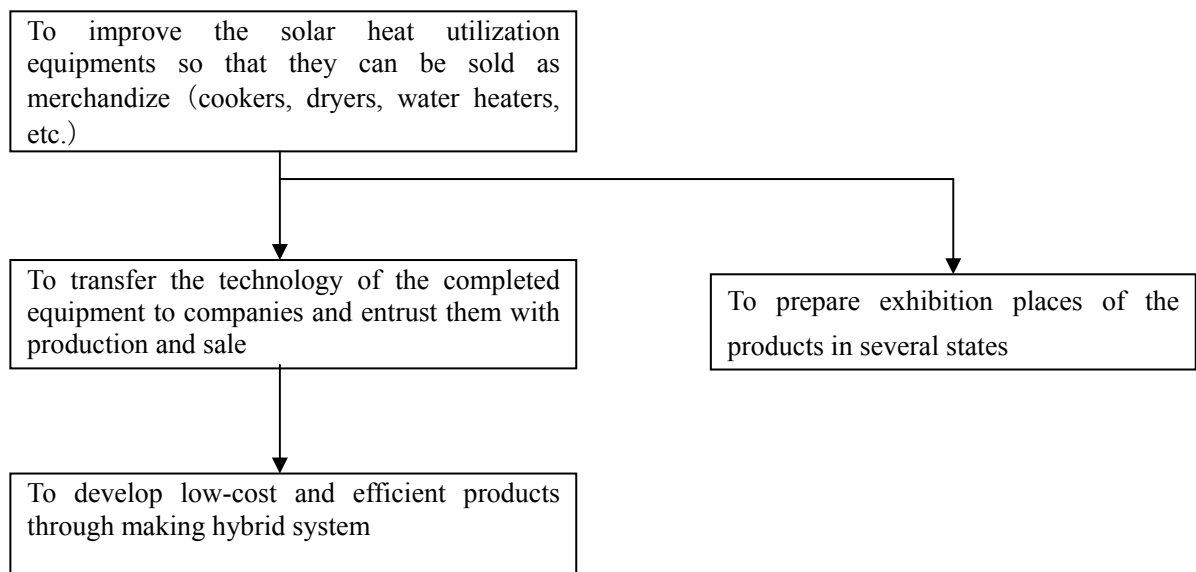 To improve the solar heat utilization
equipments so that they can be sold as
merchandize（cookers, dryers, water heaters,
etc.）
To transfer the technology of the completed
equipment to companies and entrust them with
production and sale
To prepare exhibition places of the
products in several states
To develop low-cost and efficient products
through making hybrid system